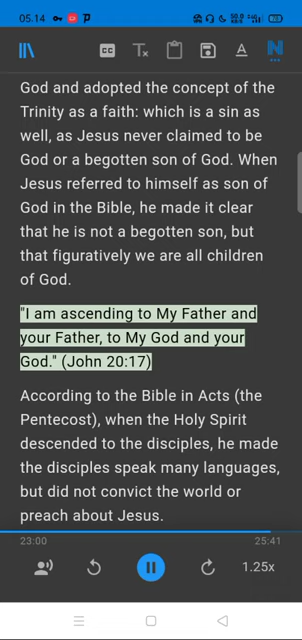 05.14
God and adopted the concept of the
Trinity as a faith: which is a sin as
well, as Jesus never claimed to be
God or a begotten son of God. When
Jesus referred to himself as son of
God in the Bible, he made it clear
that he is not a begotten son, but
that figuratively we are all children
of God.
"I am ascending to My Father and
your Father, to My God and your
God." (John 20:17)
According to the Bible in Acts (the
Pentecost), when the Holy Spirit
descended to the disciples, he made
the disciples speak many languages,
but did not convict the world or
preach about Jesus.
23:00
25:41
1.25x